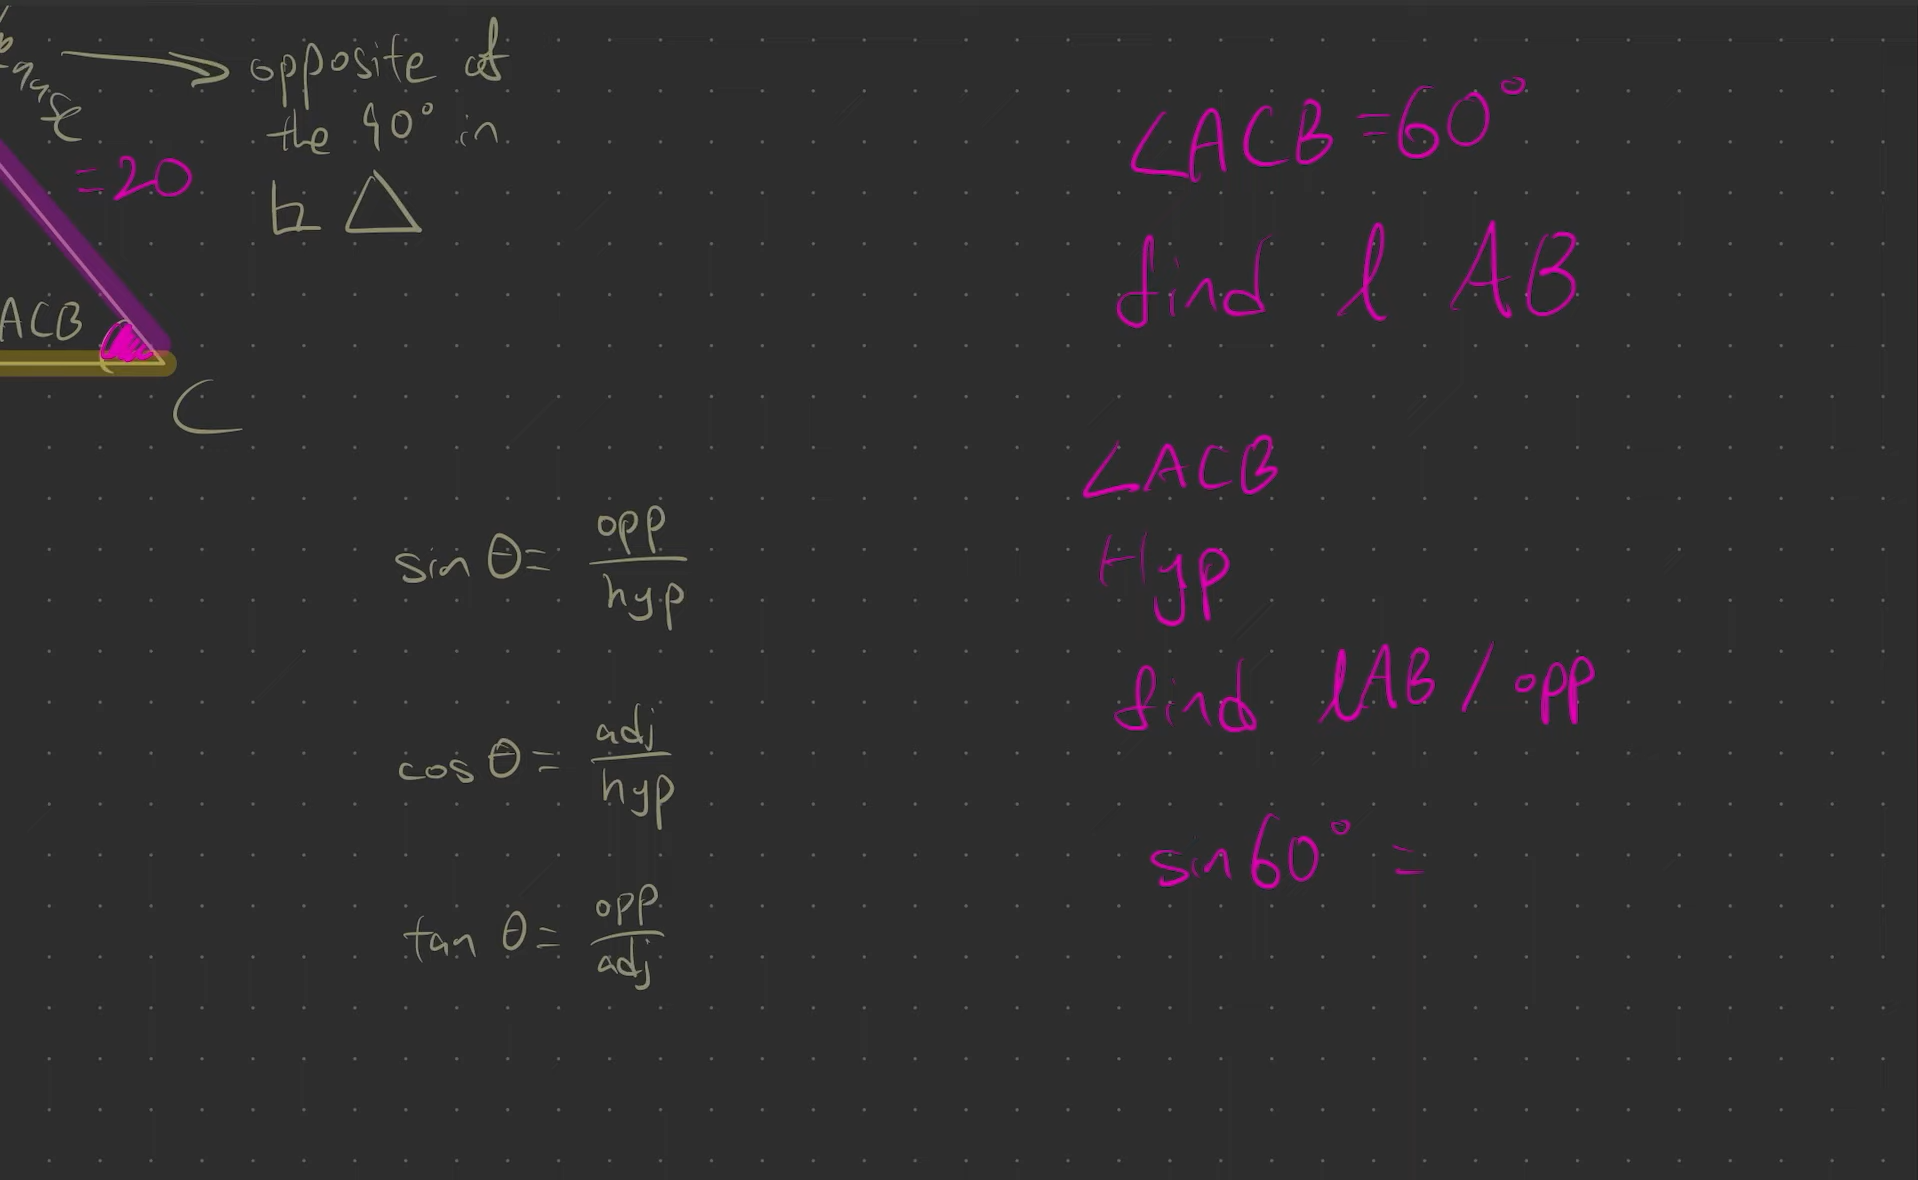 opposite of
the 90° in
= 20
ACB
C
sin θ = opp / hyp
cos θ = adj / hyp
tan θ = opp / adj
∠ACB = 60°
find l AB
∠ACB
Hyp
find lAB / opp
sin 60° =